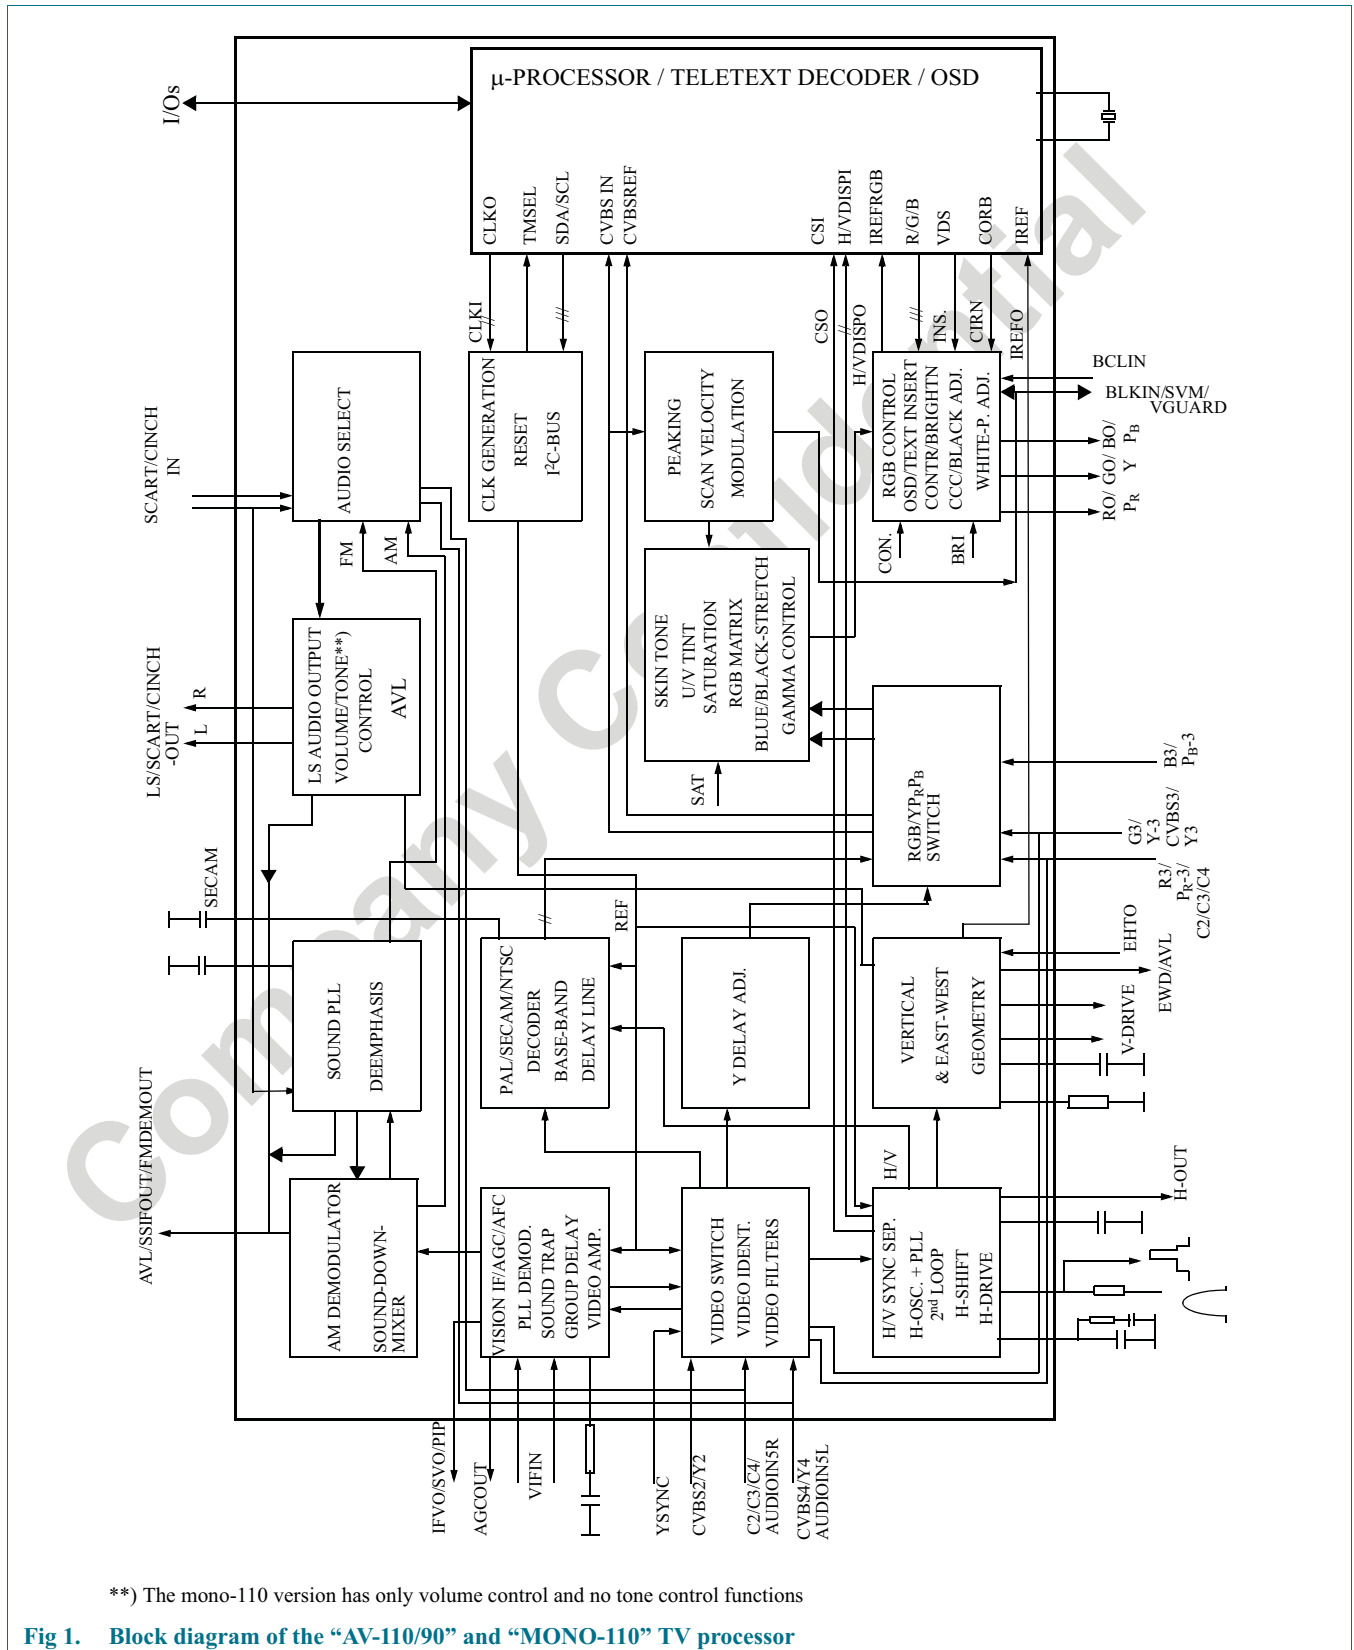 µ-PROCESSOR / TELETEXT DECODER / OSD
I/Os
CLKO
TMSEL
SDA/SCL
CVBS IN
CVBSREF
CSI
H/VDISPI
IREFRGB
R/G/B
VDS
CORB
IREF
CLKI
CSO
H/VDISPO
INS.
CIRN
IREFO
SCART/CINCH
IN
AUDIO SELECT
CLK GENERATION
RESET
I²C-BUS
PEAKING
SCAN VELOCITY
MODULATION
RGB CONTROL
OSD/TEXT INSERT
CONTR/BRIGHTN
CCC/BLACK ADJ.
WHITE-P. ADJ.
BCLIN
BLKIN/SVM/
VGUARD
RO/ GO/ BO/
PR Y PB
FM
AM
CON.
BRI
LS/SCART/CINCH
-OUT
L
R
LS AUDIO OUTPUT
VOLUME/TONE**)
CONTROL
AVL
SKIN TONE
U/V TINT
SATURATION
RGB MATRIX
BLUE/BLACK-STRETCH
GAMMA CONTROL
SAT
RGB/YPRPB
SWITCH
B3/
PB-3
G3/
Y-3
CVBS3/
Y3
R3/
PR-3/
C2/C3/C4
SECAM
REF
SOUND PLL
DEEMPHASIS
PAL/SECAM/NTSC
DECODER
BASE-BAND
DELAY LINE
Y DELAY ADJ.
VERTICAL
& EAST-WEST
GEOMETRY
EHTO
EWD/AVL
V-DRIVE
AVL/SSIFOUT/FMDEMOUT
AM DEMODULATOR
SOUND-DOWN-
MIXER
VISION IF/AGC/AFC
PLL DEMOD.
SOUND TRAP
GROUP DELAY
VIDEO AMP.
VIDEO SWITCH
VIDEO IDENT.
VIDEO FILTERS
H/V
H/V SYNC SEP.
H-OSC. + PLL
2nd LOOP
H-SHIFT
H-DRIVE
H-OUT
IFVO/SVO/PIP
AGCOUT
VIFIN
YSYNC
CVBS2/Y2
C2/C3/C4/
AUDIOIN5R
CVBS4/Y4
AUDIOIN5L
Company Confidential
**) The mono-110 version has only volume control and no tone control functions
Fig 1. Block diagram of the “AV-110/90” and “MONO-110” TV processor